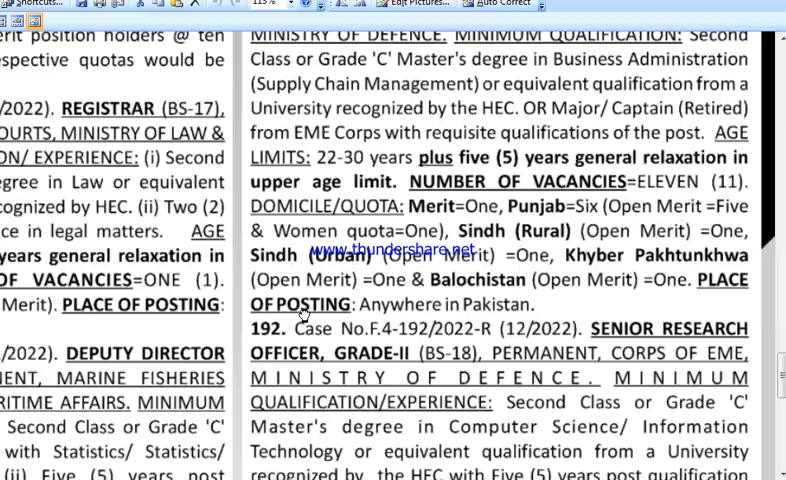 Shortcuts...
115%
Edit Pictures...
Auto Correct
erit position holders @ ten
espective quotas would be
/2022). REGISTRAR (BS-17),
COURTS, MINISTRY OF LAW &
ON/ EXPERIENCE: (i) Second
egree in Law or equivalent
cognized by HEC. (ii) Two (2)
ce in legal matters. AGE
years general relaxation in
OF VACANCIES=ONE (1).
Merit). PLACE OF POSTING:
/2022). DEPUTY DIRECTOR
NENT, MARINE FISHERIES
RITIME AFFAIRS. MINIMUM
Second Class or Grade 'C'
with Statistics/ Statistics/
(ii) Five (5) years post
MINISTRY OF DEFENCE. MINIMUM QUALIFICATION: Second
Class or Grade 'C' Master's degree in Business Administration
(Supply Chain Management) or equivalent qualification from a
University recognized by the HEC. OR Major/ Captain (Retired)
from EME Corps with requisite qualifications of the post. AGE
LIMITS: 22-30 years plus five (5) years general relaxation in
upper age limit. NUMBER OF VACANCIES=ELEVEN (11).
DOMICILE/QUOTA: Merit=One, Punjab=Six (Open Merit =Five
& Women quota=One), Sindh (Rural) (Open Merit) =One,
Sindh (Urban) (Open Merit) =One, Khyber Pakhtunkhwa
www.thundershare.net
(Open Merit) =One & Balochistan (Open Merit) =One. PLACE
OF POSTING: Anywhere in Pakistan.
192. Case No.F.4-192/2022-R (12/2022). SENIOR RESEARCH
OFFICER, GRADE-II (BS-18), PERMANENT, CORPS OF EME,
MINISTRY OF DEFENCE. MINIMUM
QUALIFICATION/EXPERIENCE: Second Class or Grade 'C'
Master's degree in Computer Science/ Information
Technology or equivalent qualification from a University
recognized by the HEC with Five (5) years post qualification